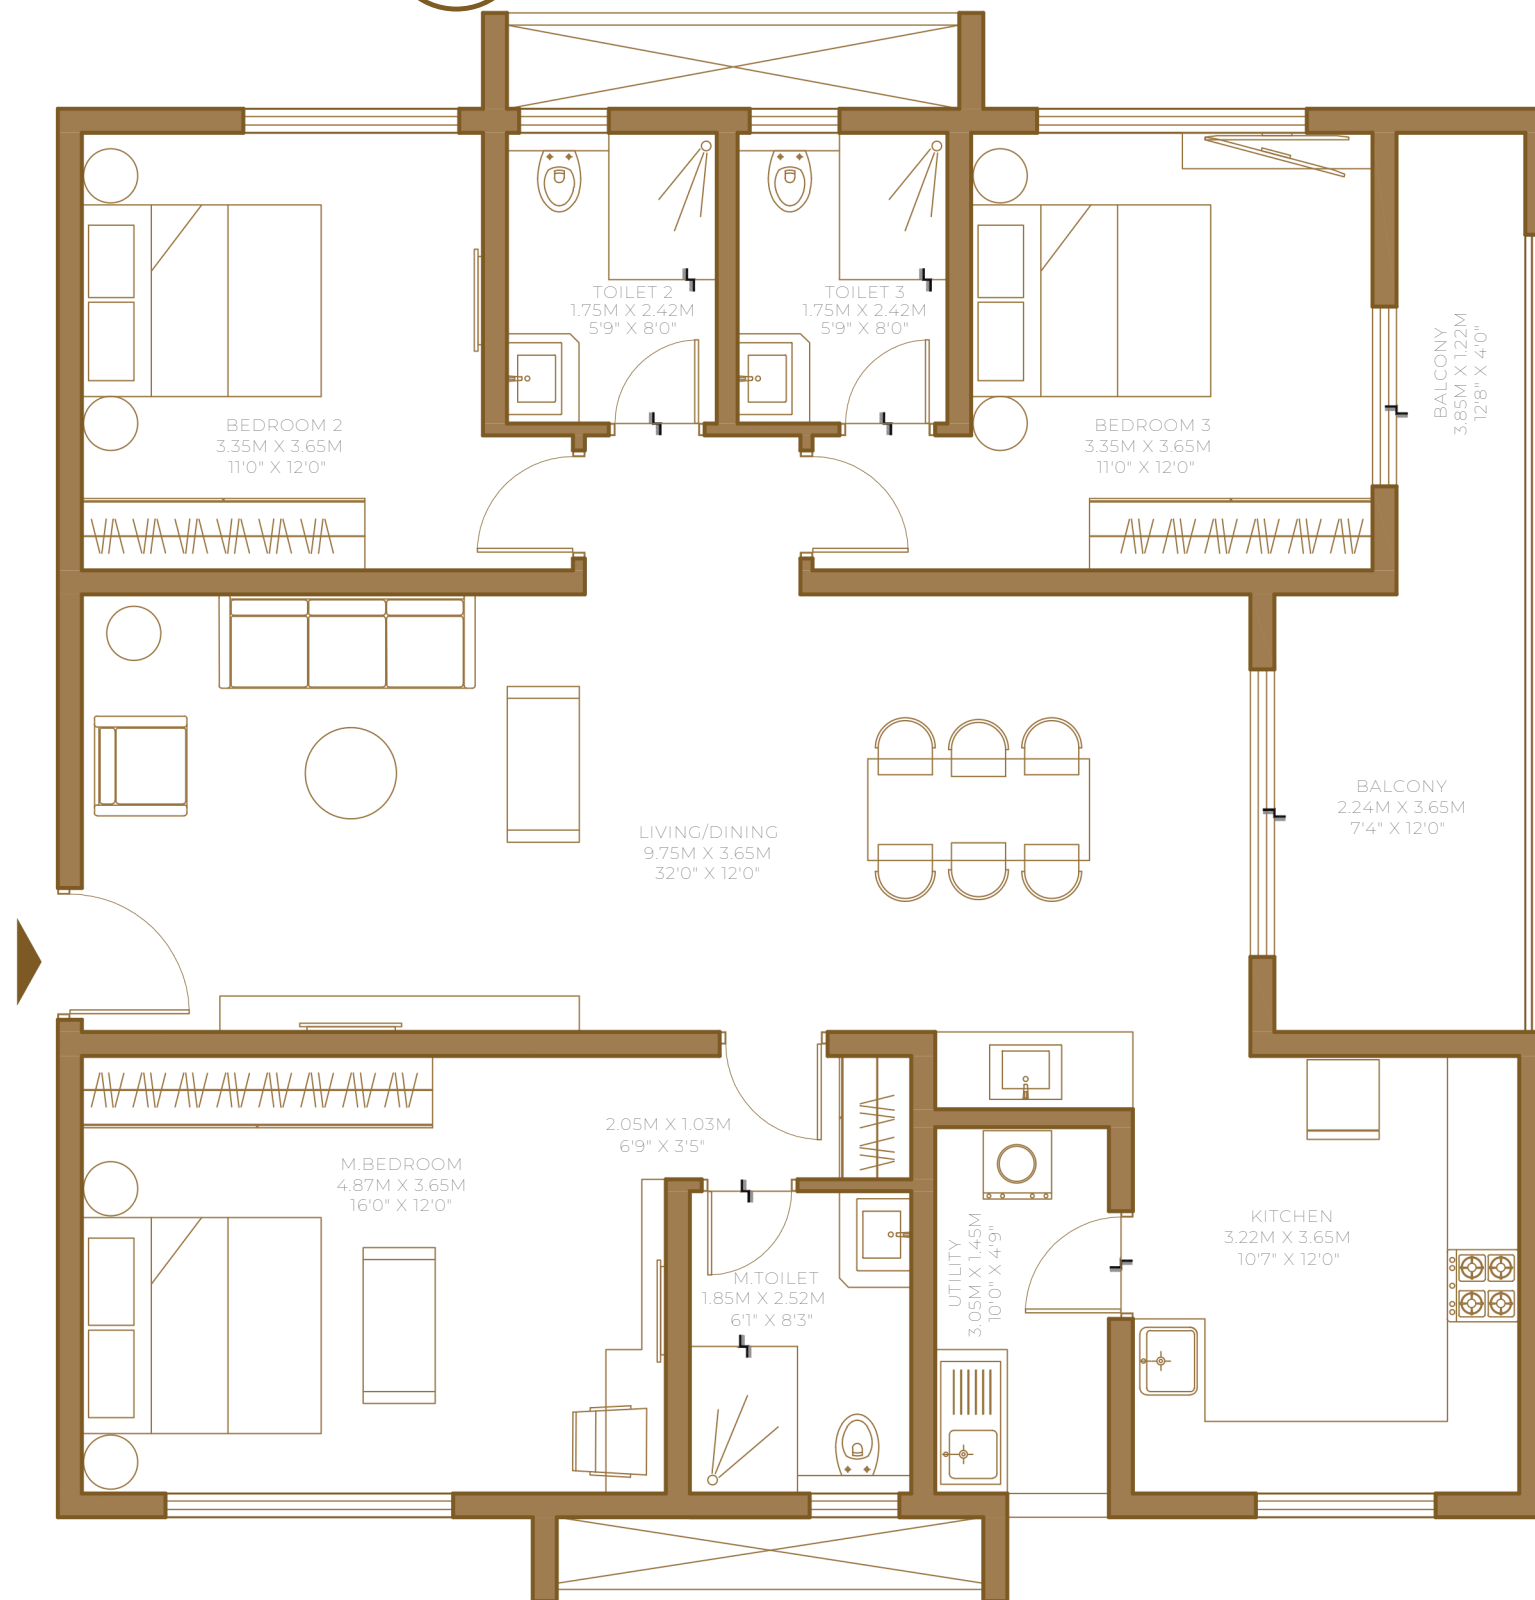 TOILET 2
1.75M X 2.42M
5'9" X 8'0"
TOILET 3
1.75M X 2.42M
5'9" X 8'0"
BALCONY
3.85M X 1.22M
12'8" X 4'0"
BEDROOM 2
3.35M X 3.65M
11'0" X 12'0"
BEDROOM 3
3.35M X 3.65M
11'0" X 12'0"
LIVING/DINING
9.75M X 3.65M
32'0" X 12'0"
BALCONY
2.24M X 3.65M
7'4" X 12'0"
2.05M X 1.03M
6'9" X 3'5"
M.BEDROOM
4.87M X 3.65M
16'0" X 12'0"
M.TOILET
1.85M X 2.52M
6'1" X 8'3"
UTILITY
3.05M X 1.45M
10'0" X 4'9"
KITCHEN
3.22M X 3.65M
10'7" X 12'0"